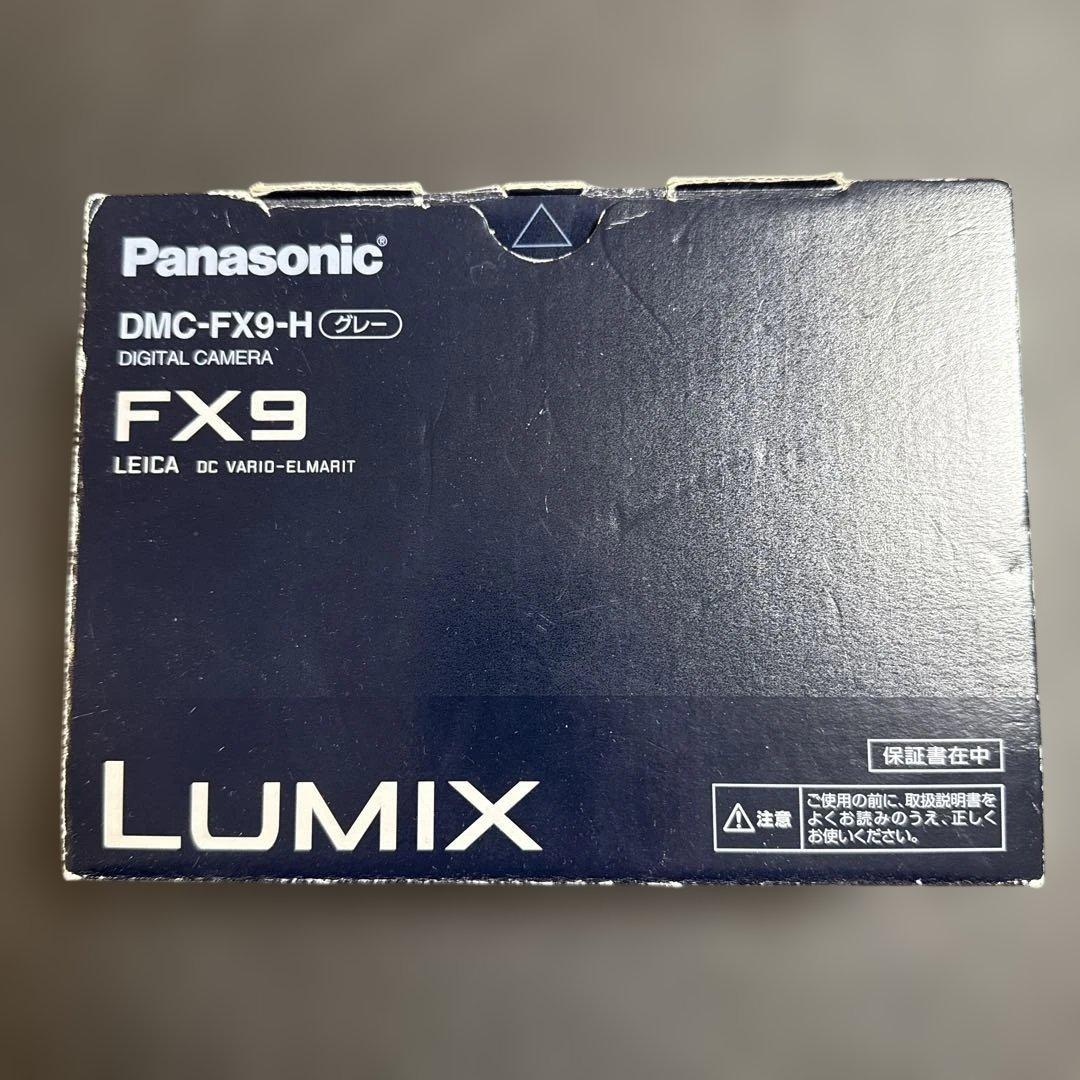 Panasonic®
DMC-FX9-H グレー
DIGITAL CAMERA
FX9
LEICA DC VARIO-ELMARIT
LUMIX
保証書在中
注意
ご使用の前に、取扱説明書を
よくお読みのうえ、正しく
お使いください。